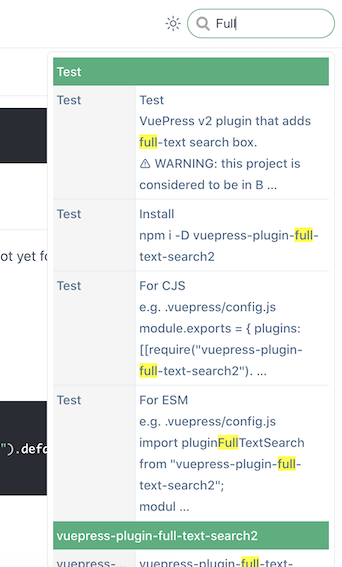 Full
Test
Test
Test
VuePress v2 plugin that adds
full-text search box.
⚠ WARNING: this project is
considered to be in B ...
Test
Install
npm i -D vuepress-plugin-full-
text-search2
ot yet fo
Test
For CJS
e.g. .vuepress/config.js
module.exports = { plugins:
[[require("vuepress-plugin-
full-text-search2"). ...
Test
For ESM
e.g. .vuepress/config.js
import pluginFullTextSearch
from "vuepress-plugin-full-
text-search2";
modul ...
").defa
vuepress-plugin-full-text-search2
vuepress-...
vuepress-plugin-full-text-